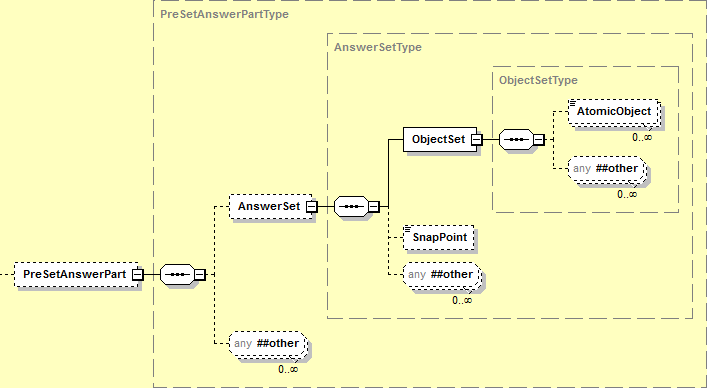 PreSetAnswerPartType
AnswerSetType
ObjectSetType
AtomicObject
0..∞
ObjectSet
any ##other
0..∞
AnswerSet
SnapPoint
PreSetAnswerPart
any ##other
0..∞
any ##other
0..∞